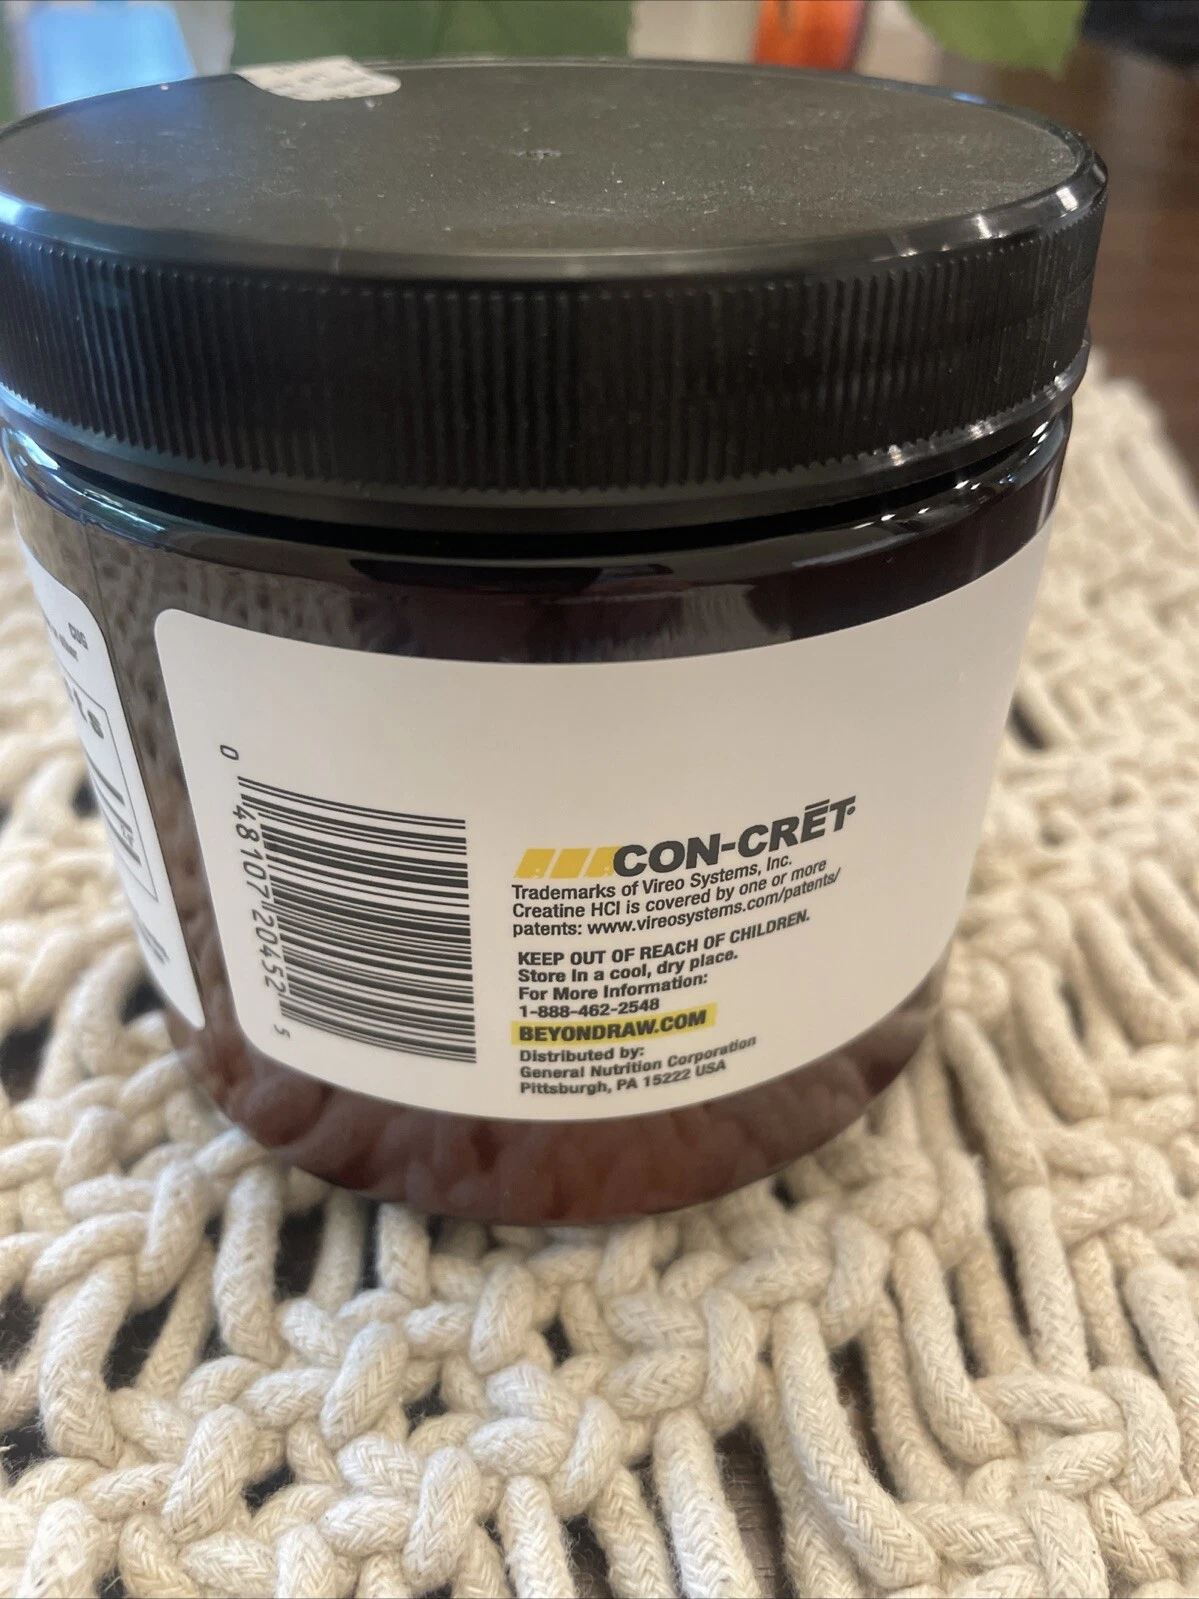 0 48107 20452 5
CON-CRĒT®
Trademarks of Vireo Systems, Inc.
Creatine HCl is covered by one or more
patents: www.vireosystems.com/patents/
KEEP OUT OF REACH OF CHILDREN.
Store In a cool, dry place.
For More Information:
1-888-462-2548
BEYONDRAW.COM
Distributed by:
General Nutrition Corporation
Pittsburgh, PA 15222 USA